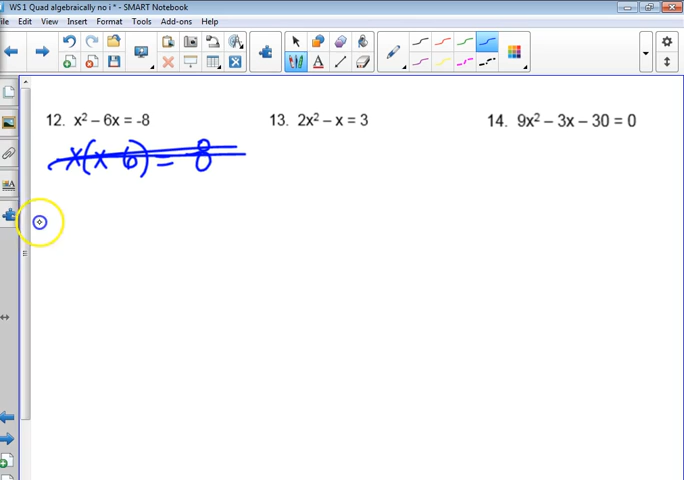 WS 1 Quad algebraically no i * - SMART Notebook
File Edit View Insert Format Tools Add-ons Help
12. x² – 6x = -8
13. 2x² – x = 3
14. 9x² – 3x – 30 = 0
x(x-6) = 8